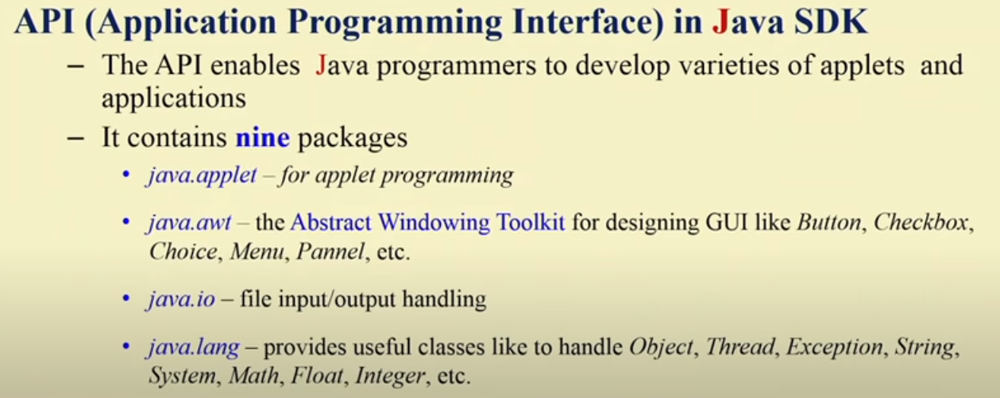 API (Application Programming Interface) in Java SDK
– The API enables Java programmers to develop varieties of applets and
applications
– It contains nine packages
• java.applet – for applet programming
• java.awt – the Abstract Windowing Toolkit for designing GUI like Button, Checkbox,
Choice, Menu, Pannel, etc.
• java.io – file input/output handling
• java.lang – provides useful classes like to handle Object, Thread, Exception, String,
System, Math, Float, Integer, etc.